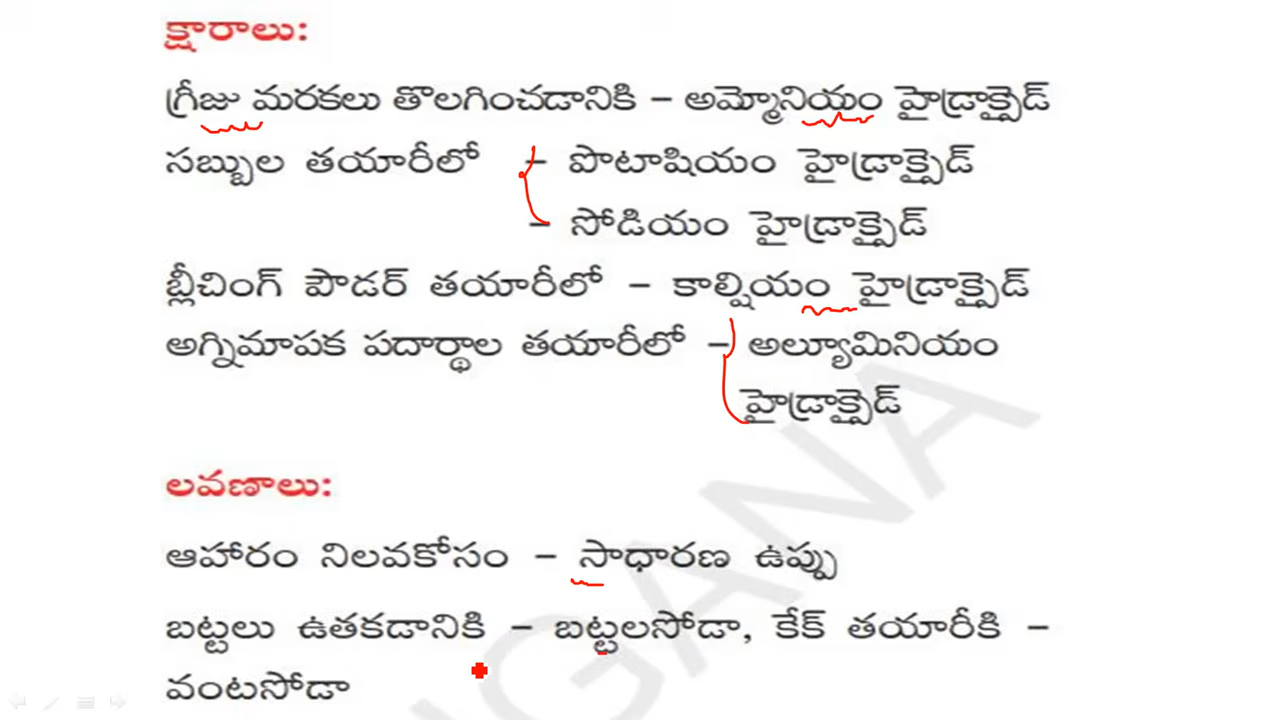 క్షారాలు:
గ్రీజు మరకలు తొలగించడానికి – అమ్మోనియం హైడ్రాక్సైడ్
సబ్బుల తయారీలో – పొటాషియం హైడ్రాక్సైడ్
– సోడియం హైడ్రాక్సైడ్
బ్లీచింగ్ పౌడర్ తయారీలో – కాల్షియం హైడ్రాక్సైడ్
అగ్నిమాపక పదార్థాల తయారీలో – అల్యూమినియం
హైడ్రాక్సైడ్
లవణాలు:
ఆహారం నిలవకోసం – సాధారణ ఉప్పు
బట్టలు ఉతకడానికి – బట్టలసోడా, కేక్ తయారీకి –
వంటసోడా
NGANA